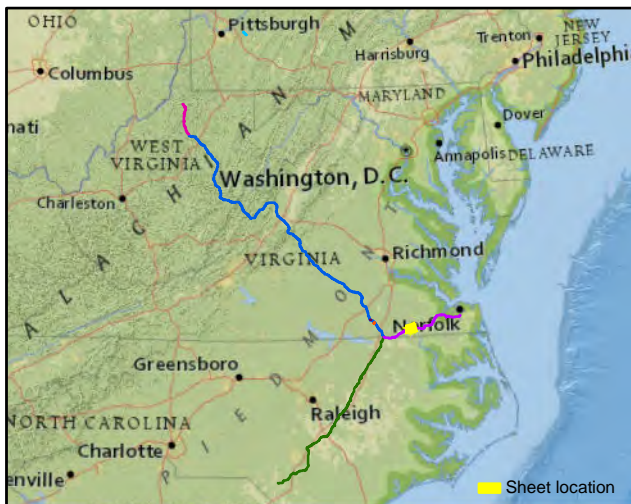 OHIO
Pittsburgh
Harrisburg
Trenton
NEW
JERSEY
Philadelphia
Columbus
MARYLAND
Dover
nati
WEST
VIRGINIA
Annapolis
DELAWARE
Washington, D.C.
Charleston
Richmond
VIRGINIA
Norfolk
Greensboro
Raleigh
NORTH CAROLINA
Charlotte
enville
A L A C H I A N M
P I E D M O N T
Sheet location